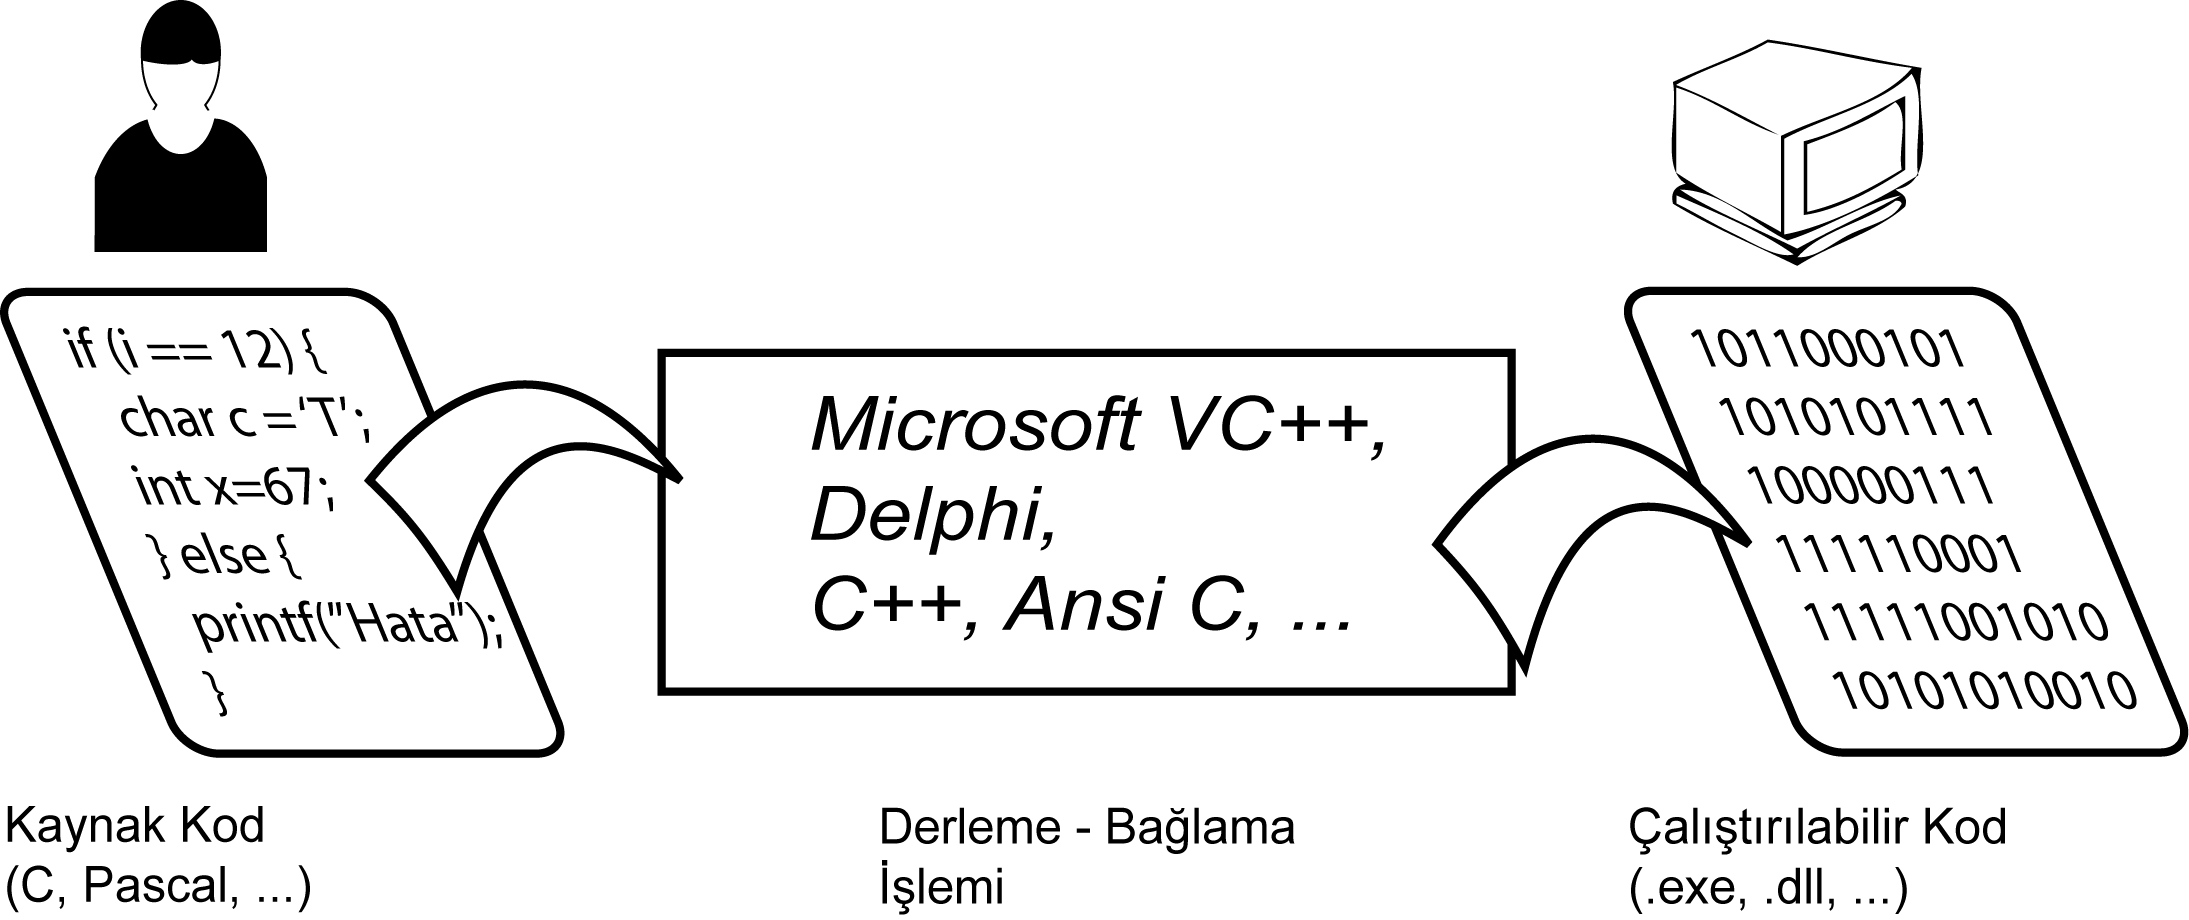 if (i == 12) {
char c ='T';
int x=67;
} else {
printf("Hata");
}
Microsoft VC++,
Delphi,
C++, Ansi C, ...
1011000101
1010101111
100000111
111110001
11111001010
10101010010
Kaynak Kod
(C, Pascal, ...)
Derleme - Bağlama
İşlemi
Çalıştırılabilir Kod
(.exe, .dll, ...)